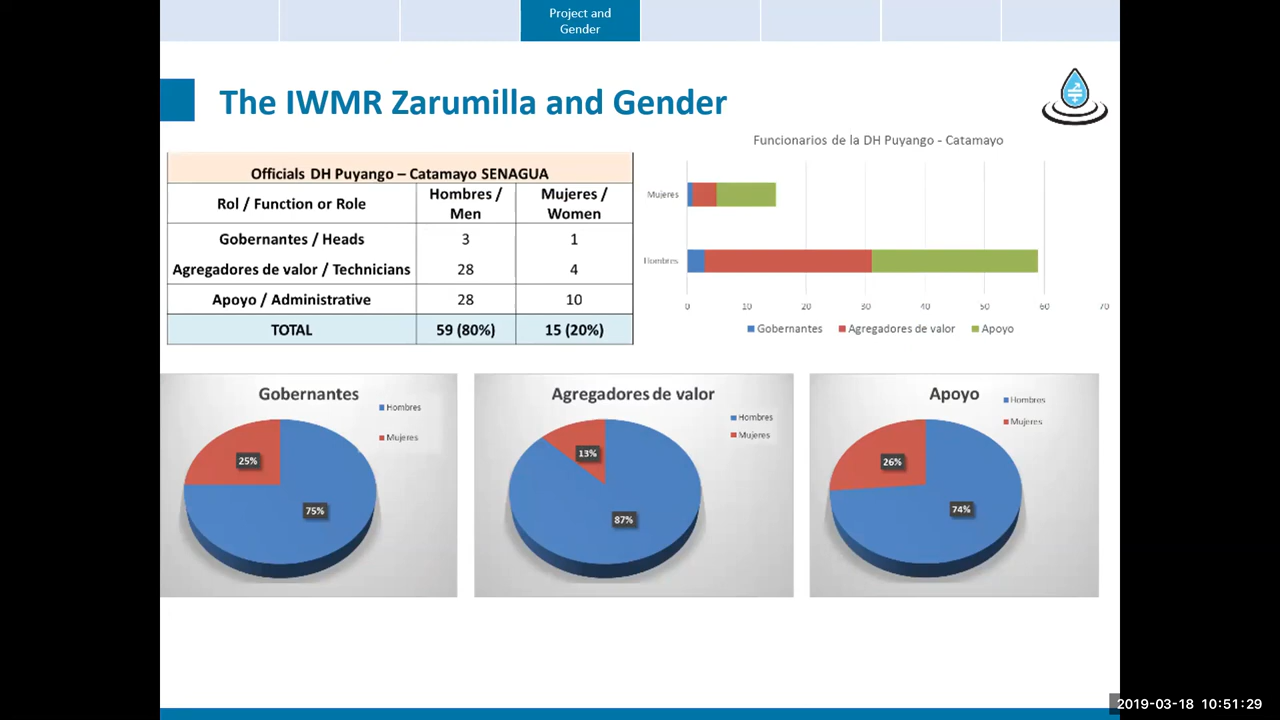 Project and
Gender
The IWMR Zarumilla and Gender
Officials DH Puyango – Catamayo SENAGUA
Rol / Function or Role
Hombres /
Men
Mujeres /
Women
Gobernantes / Heads 3 1
Agregadores de valor / Technicians 28 4
Apoyo / Administrative 28 10
TOTAL 59 (80%) 15 (20%)
Funcionarios de la DH Puyango - Catamayo
Mujeres
Hombres
0 10 20 30 40 50 60 70
Gobernantes Agregadores de valor Apoyo
Gobernantes
Hombres
Mujeres
25%
75%
Agregadores de valor
Hombres
Mujeres
13%
87%
Apoyo
Hombres
Mujeres
26%
74%
2019-03-18 10:51:29